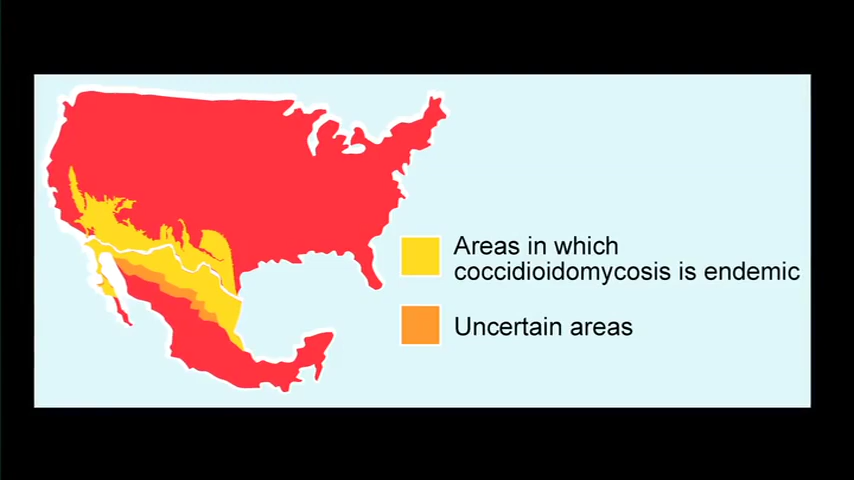 Areas in which
coccidioidomycosis is endemic
Uncertain areas